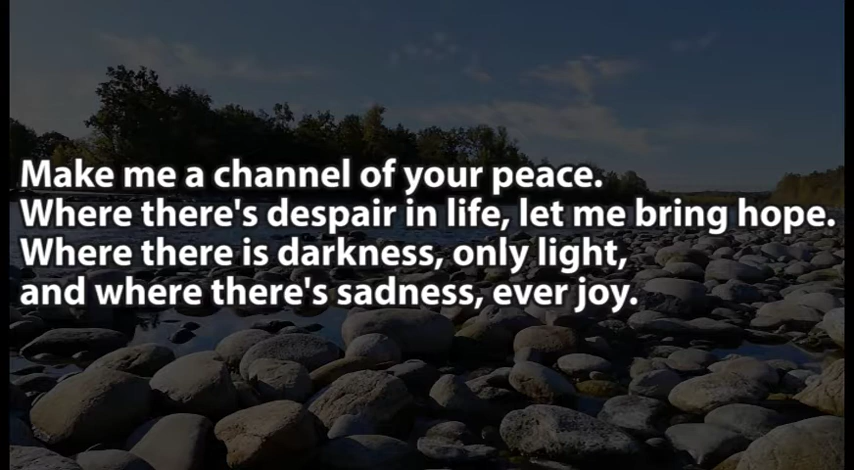 Make me a channel of your peace.
Where there's despair in life, let me bring hope.
Where there is darkness, only light,
and where there's sadness, ever joy.